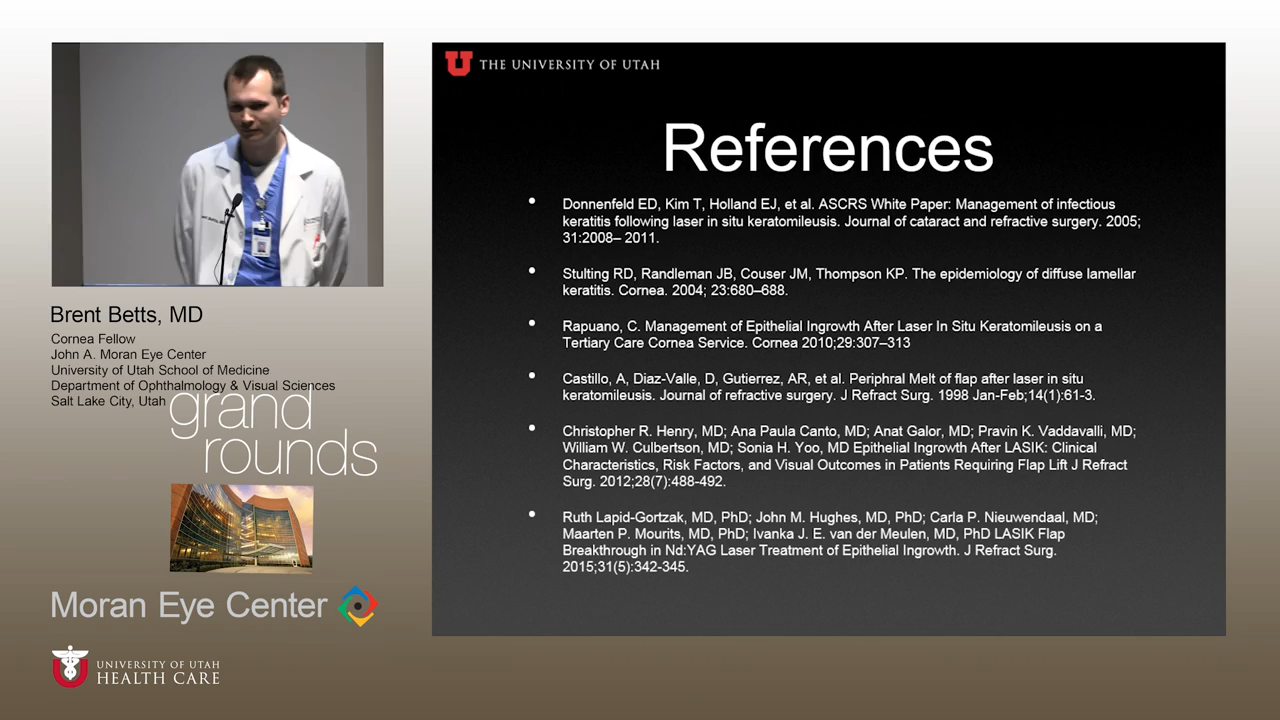 Brent Betts, MD
Cornea Fellow
John A. Moran Eye Center
University of Utah School of Medicine
Department of Ophthalmology & Visual Sciences
Salt Lake City, Utah
grand
rounds
Moran Eye Center
UNIVERSITY OF UTAH
HEALTH CARE
U THE UNIVERSITY OF UTAH
References
• Donnenfeld ED, Kim T, Holland EJ, et al. ASCRS White Paper: Management of infectious
keratitis following laser in situ keratomileusis. Journal of cataract and refractive surgery. 2005;
31:2008– 2011.
• Stulting RD, Randleman JB, Couser JM, Thompson KP. The epidemiology of diffuse lamellar
keratitis. Cornea. 2004; 23:680–688.
• Rapuano, C. Management of Epithelial Ingrowth After Laser In Situ Keratomileusis on a
Tertiary Care Cornea Service. Cornea 2010;29:307–313
• Castillo, A, Diaz-Valle, D, Gutierrez, AR, et al. Periphral Melt of flap after laser in situ
keratomileusis. Journal of refractive surgery. J Refract Surg. 1998 Jan-Feb;14(1):61-3.
• Christopher R. Henry, MD; Ana Paula Canto, MD; Anat Galor, MD; Pravin K. Vaddavalli, MD;
William W. Culbertson, MD; Sonia H. Yoo, MD Epithelial Ingrowth After LASIK: Clinical
Characteristics, Risk Factors, and Visual Outcomes in Patients Requiring Flap Lift J Refract
Surg. 2012;28(7):488-492.
• Ruth Lapid-Gortzak, MD, PhD; John M. Hughes, MD, PhD; Carla P. Nieuwendaal, MD;
Maarten P. Mourits, MD, PhD; Ivanka J. E. van der Meulen, MD, PhD LASIK Flap
Breakthrough in Nd:YAG Laser Treatment of Epithelial Ingrowth. J Refract Surg.
2015;31(5):342-345.